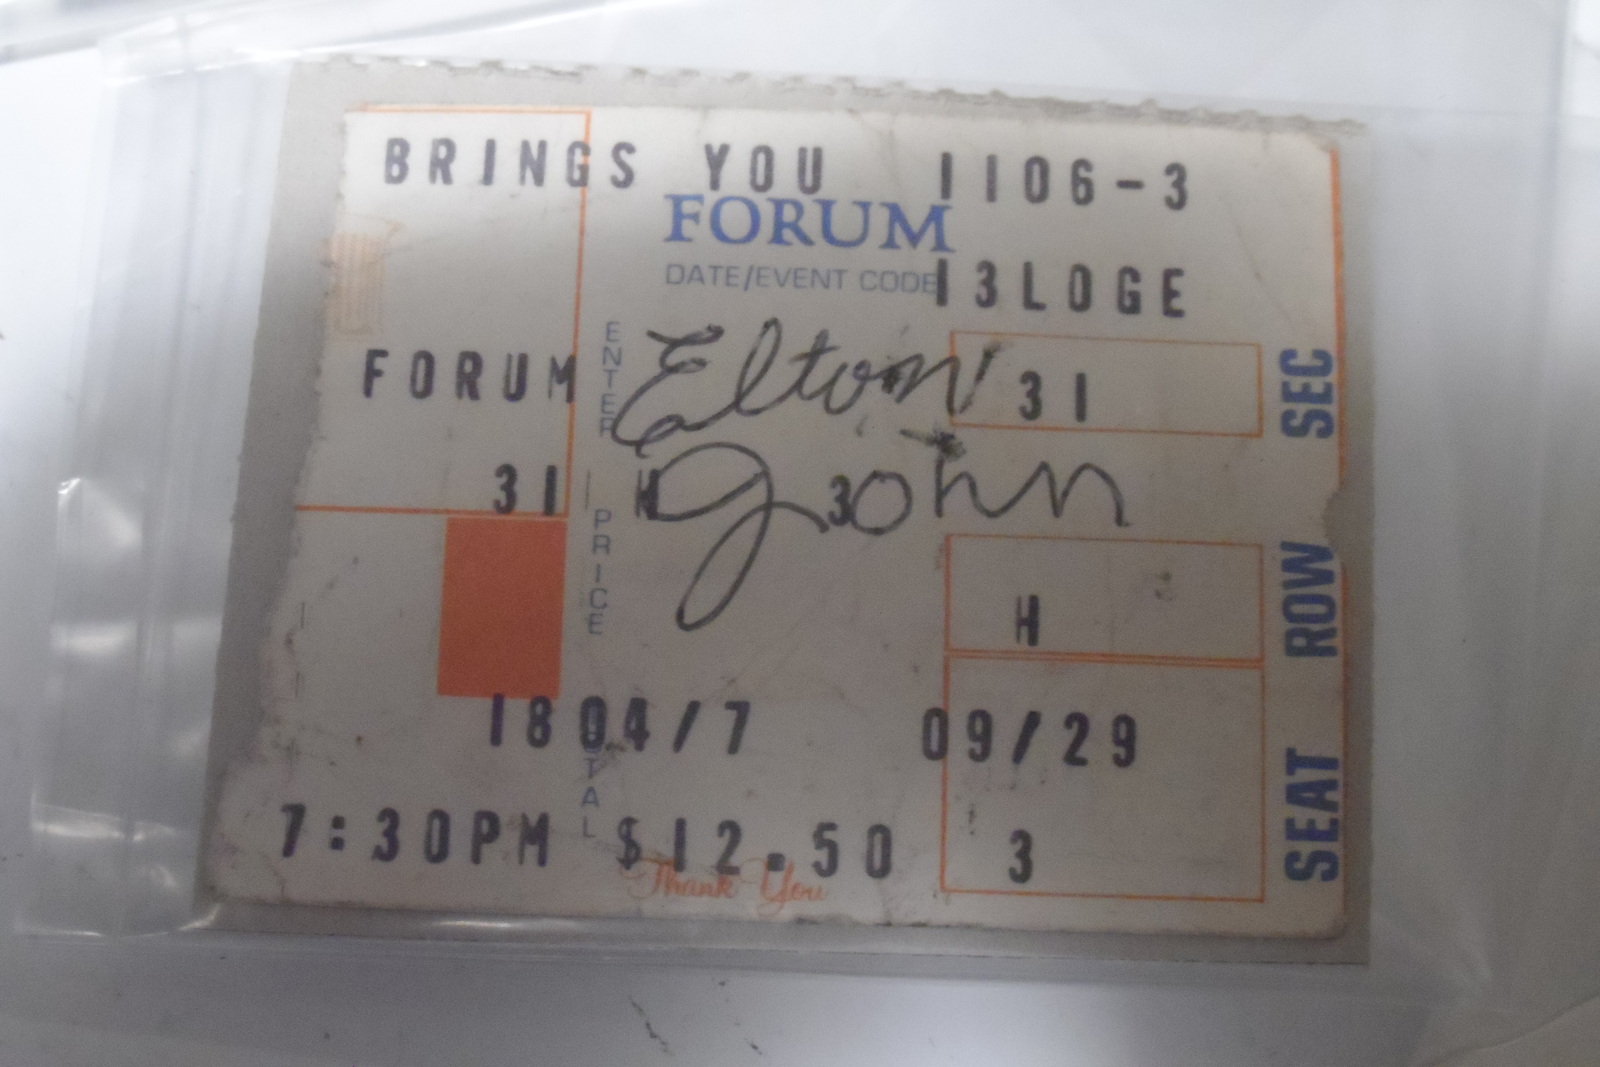 BRINGS YOU 1106-3
FORUM
DATE/EVENT CODE 13LOGE
FORUM
ENTER
Elton
31
SEC
John
31 H 3
PRICE
H
ROW
1804/7 09/29
TOTAL
7:30PM $12.50 3
SEAT
Thank You